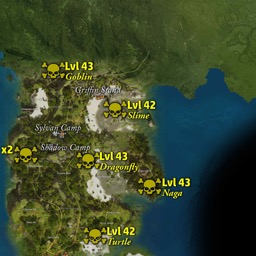 Lvl 43
Goblin
Griffin Stand
Lvl 42
Slime
Sylvan Camp
Shadow Camp
x2
Lvl 43
Dragonfly
Lvl 43
Naga
Lvl 42
Turtle